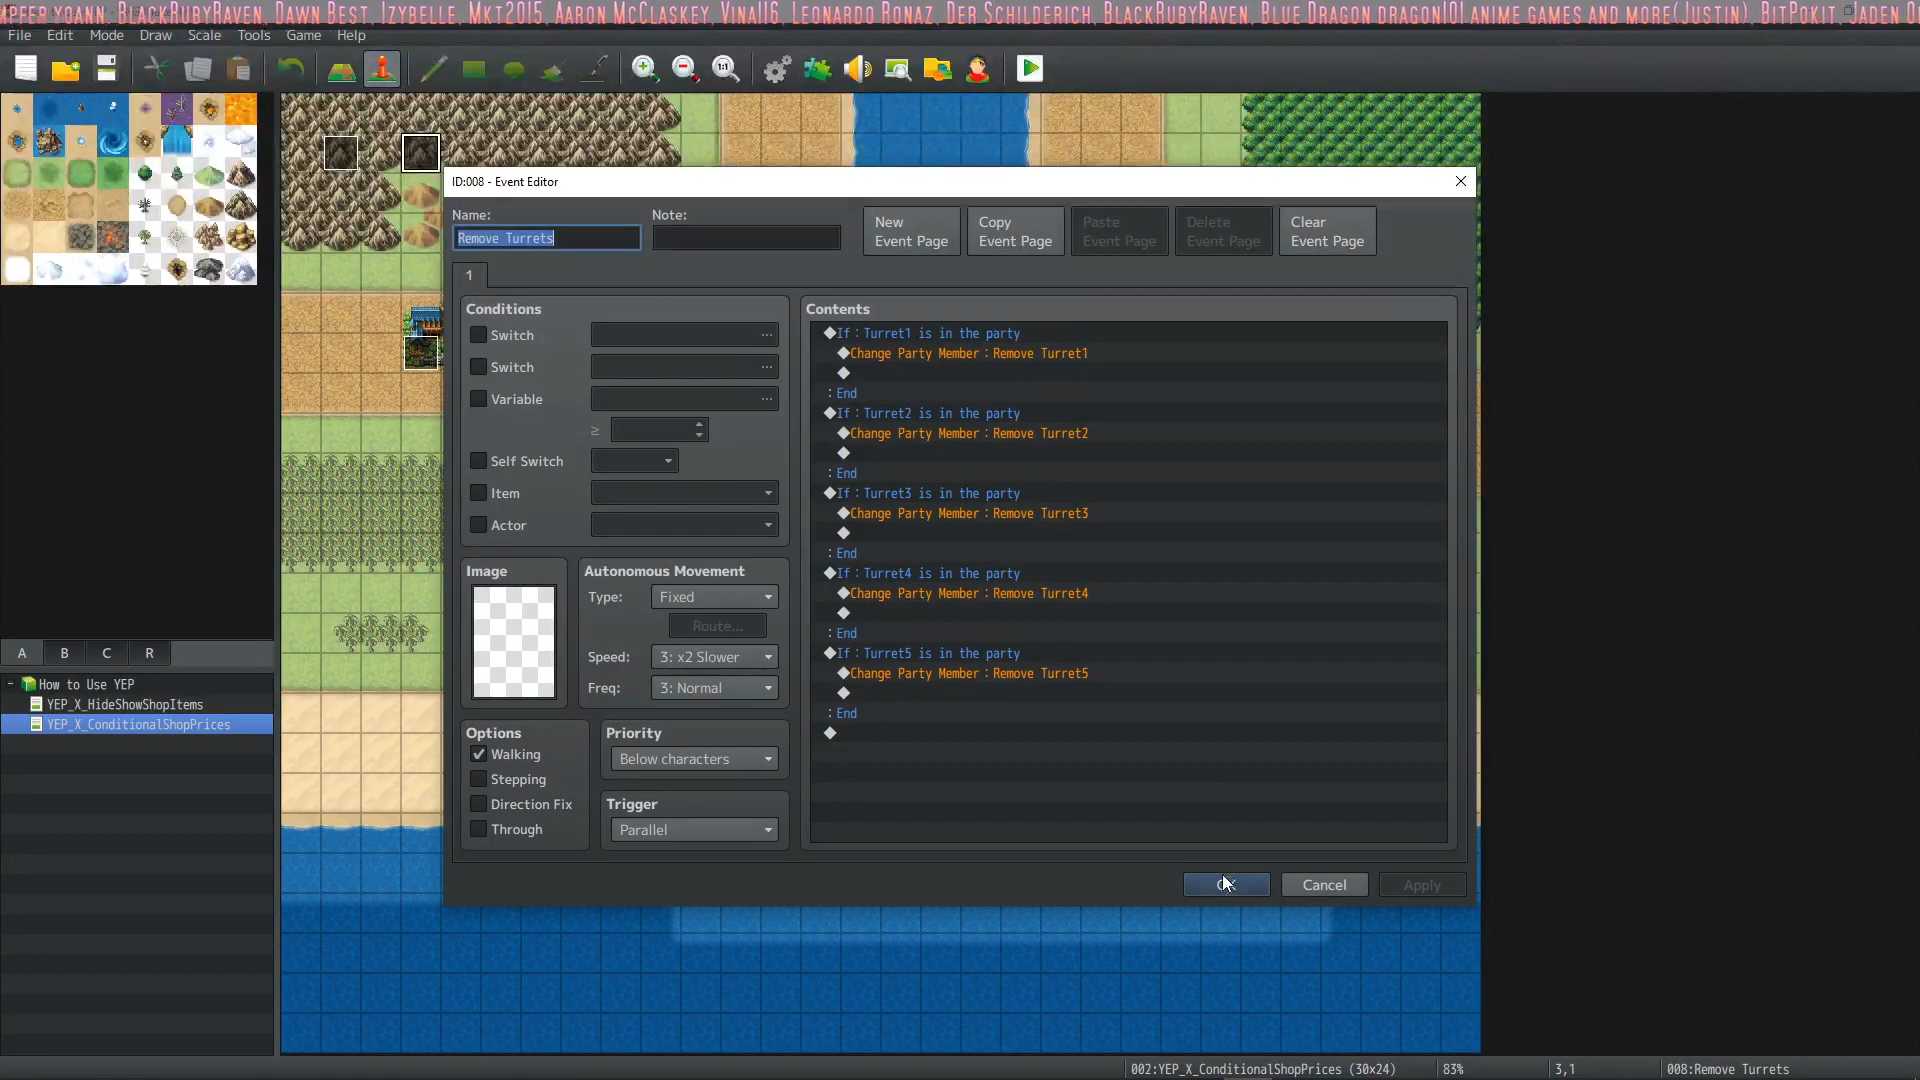 peer yoann, BlackRubyRaven, Dawn Best, Izybelle, Mkt2015, Aaron McClaskey, VinaU6, Leonardo Bonaz, Der Schilderich, BlackRubyRaven, Blue Dragon dragon101 anime games and more(Justin), BitPokit, Jaden
File Edit Mode Draw Scale Tools Game Help
1:1
ID:008 - Event Editor
Name:
Note:
Remove Turrets
New Event Page
Copy Event Page
Paste Event Page
Delete Event Page
Clear Event Page
1
Conditions
Switch ...
Switch ...
Variable ...
≥
Self Switch
Item
Actor
Image
Autonomous Movement
Type: Fixed
Route...
Speed: 3: x2 Slower
Freq: 3: Normal
Options
Walking
Stepping
Direction Fix
Through
Priority
Below characters
Trigger
Parallel
Contents
◆If：Turret1 is in the party
◆Change Party Member：Remove Turret1
◆
：End
◆If：Turret2 is in the party
◆Change Party Member：Remove Turret2
◆
：End
◆If：Turret3 is in the party
◆Change Party Member：Remove Turret3
◆
：End
◆If：Turret4 is in the party
◆Change Party Member：Remove Turret4
◆
：End
◆If：Turret5 is in the party
◆Change Party Member：Remove Turret5
◆
：End
◆
OK Cancel Apply
A B C R
How to Use YEP
YEP_X_HideShowShopItems
YEP_X_ConditionalShopPrices
002:YEP_X_ConditionalShopPrices (30x24) 83% 3,1 008:Remove Turrets